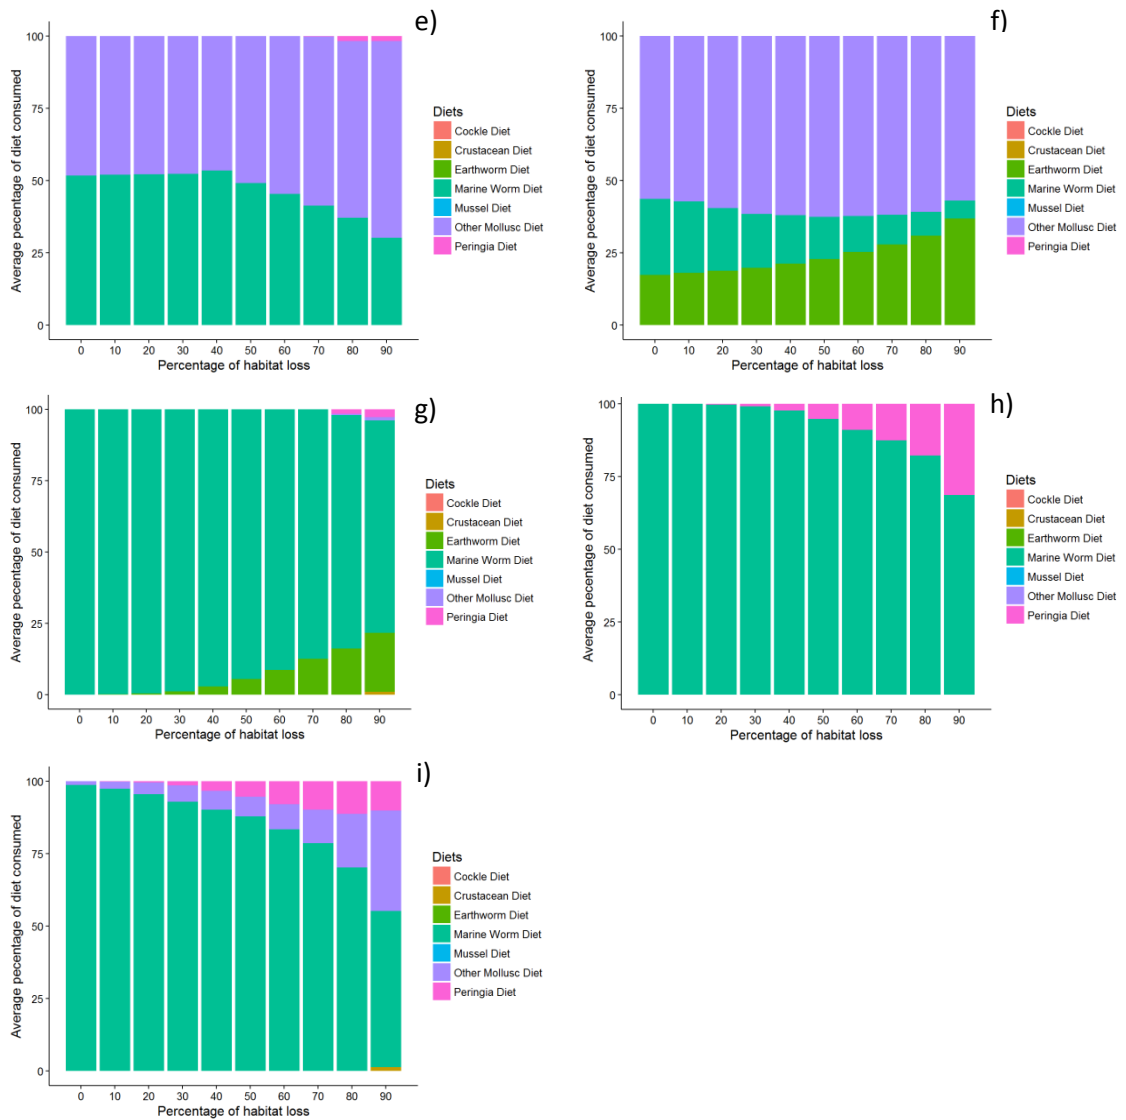 e)
Average percentage of diet consumed
100
75
50
25
0
0 10 20 30 40 50 60 70 80 90
Percentage of habitat loss
Diets
Cockle Diet
Crustacean Diet
Earthworm Diet
Marine Worm Diet
Mussel Diet
Other Mollusc Diet
Peringia Diet
f)
Average percentage of diet consumed
100
75
50
25
0
0 10 20 30 40 50 60 70 80 90
Percentage of habitat loss
Diets
Cockle Diet
Crustacean Diet
Earthworm Diet
Marine Worm Diet
Mussel Diet
Other Mollusc Diet
Peringia Diet
g)
Average pecentage of diet consumed
100
75
50
25
0
0 10 20 30 40 50 60 70 80 90
Percentage of habitat loss
Diets
Cockle Diet
Crustacean Diet
Earthworm Diet
Marine Worm Diet
Mussel Diet
Other Mollusc Diet
Peringia Diet
h)
Average pecentage of diet consumed
100
75
50
25
0
0 10 20 30 40 50 60 70 80 90
Percentage of habitat loss
Diets
Cockle Diet
Crustacean Diet
Earthworm Diet
Marine Worm Diet
Mussel Diet
Other Mollusc Diet
Peringia Diet
i)
Average percentage of diet consumed
100
75
50
25
0
0 10 20 30 40 50 60 70 80 90
Percentage of habitat loss
Diets
Cockle Diet
Crustacean Diet
Earthworm Diet
Marine Worm Diet
Mussel Diet
Other Mollusc Diet
Peringia Diet